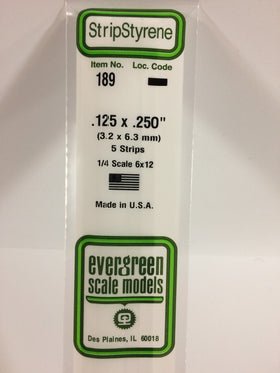 StripStyrene
Item No. Loc. Code
189
.125 x .250"
(3.2 x 6.3 mm)
5 Strips
1/4 Scale 6x12
Made in U.S.A.
evergreen
scale models
Des Plaines, IL 60018